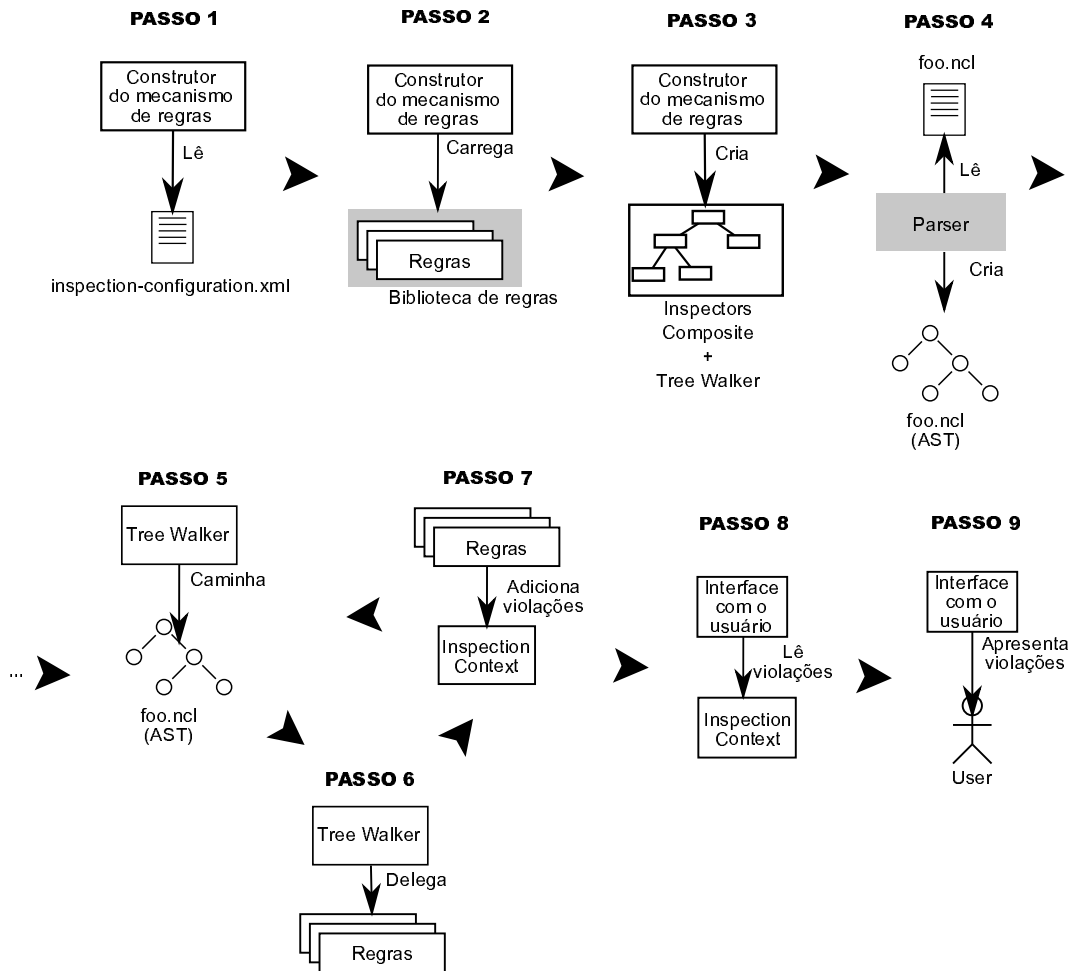 PASSO 1
Construtor
do mecanismo
de regras
Lê
inspection-configuration.xml
PASSO 2
Construtor
do mecanismo
de regras
Carrega
Regras
Biblioteca de regras
PASSO 3
Construtor
do mecanismo
de regras
Cria
Inspectors
Composite
+
Tree Walker
PASSO 4
foo.ncl
Lê
Parser
Cria
foo.ncl
(AST)
...
PASSO 5
Tree Walker
Caminha
foo.ncl
(AST)
PASSO 6
Tree Walker
Delega
Regras
PASSO 7
Regras
Adiciona
violações
Inspection
Context
PASSO 8
Interface
com o
usuário
Lê
violações
Inspection
Context
PASSO 9
Interface
com o
usuário
Apresenta
violações
User